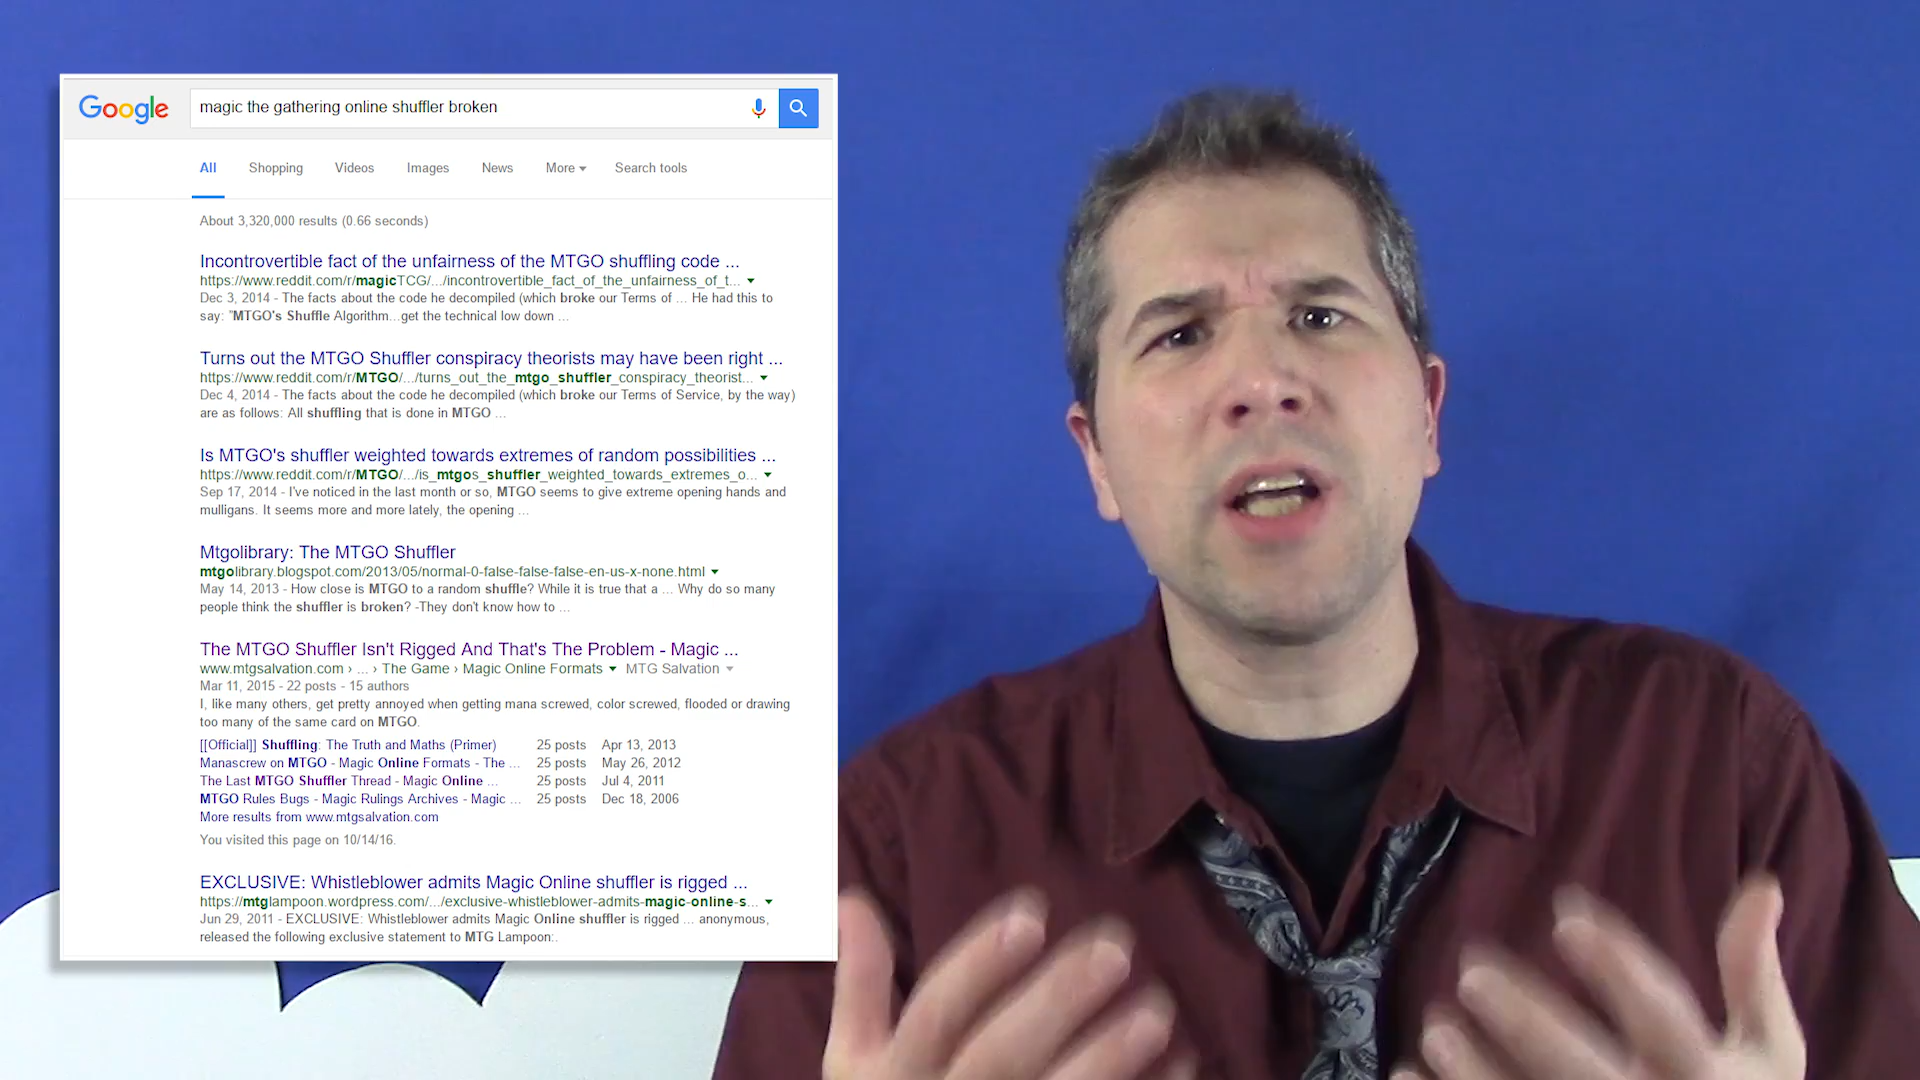 Google
magic the gathering online shuffler broken
All Shopping Videos Images News More Search tools
About 3,320,000 results (0.66 seconds)
Incontrovertible fact of the unfairness of the MTGO shuffling code ...
https://www.reddit.com/r/magicTCG/.../incontrovertible_fact_of_the_unfairness_of_t...
Dec 3, 2014 - The facts about the code he decompiled (which broke our Terms of ... He had this to
say: "MTGO's Shuffle Algorithm...get the technical low down ...
Turns out the MTGO Shuffler conspiracy theorists may have been right ...
https://www.reddit.com/r/MTGO/.../turns_out_the_mtgo_shuffler_conspiracy_theorist...
Dec 4, 2014 - The facts about the code he decompiled (which broke our Terms of Service, by the way)
are as follows: All shuffling that is done in MTGO ...
Is MTGO's shuffler weighted towards extremes of random possibilities ...
https://www.reddit.com/r/MTGO/.../is_mtgos_shuffler_weighted_towards_extremes_o...
Sep 17, 2014 - I've noticed in the last month or so, MTGO seems to give extreme opening hands and
mulligans. It seems more and more lately, the opening ...
Mtgolibrary: The MTGO Shuffler
mtgolibrary.blogspot.com/2013/05/normal-0-false-false-false-en-us-x-none.html
May 14, 2013 - How close is MTGO to a random shuffle? While it is true that a ... Why do so many
people think the shuffler is broken? -They don't know how to ...
The MTGO Shuffler Isn't Rigged And That's The Problem - Magic ...
www.mtgsalvation.com › ... › The Game › Magic Online Formats MTG Salvation
Mar 11, 2015 - 22 posts - 15 authors
I, like many others, get pretty annoyed when getting mana screwed, color screwed, flooded or drawing
too many of the same card on MTGO.
[[Official]] Shuffling: The Truth and Maths (Primer) 25 posts Apr 13, 2013
Manascrew on MTGO - Magic Online Formats - The ... 25 posts May 26, 2012
The Last MTGO Shuffler Thread - Magic Online ... 25 posts Jul 4, 2011
MTGO Rules Bugs - Magic Rulings Archives - Magic ... 25 posts Dec 18, 2006
More results from www.mtgsalvation.com
You visited this page on 10/14/16.
EXCLUSIVE: Whistleblower admits Magic Online shuffler is rigged ...
https://mtglampoon.wordpress.com/.../exclusive-whistleblower-admits-magic-online-s...
Jun 29, 2011 - EXCLUSIVE: Whistleblower admits Magic Online shuffler is rigged ... anonymous,
released the following exclusive statement to MTG Lampoon:.